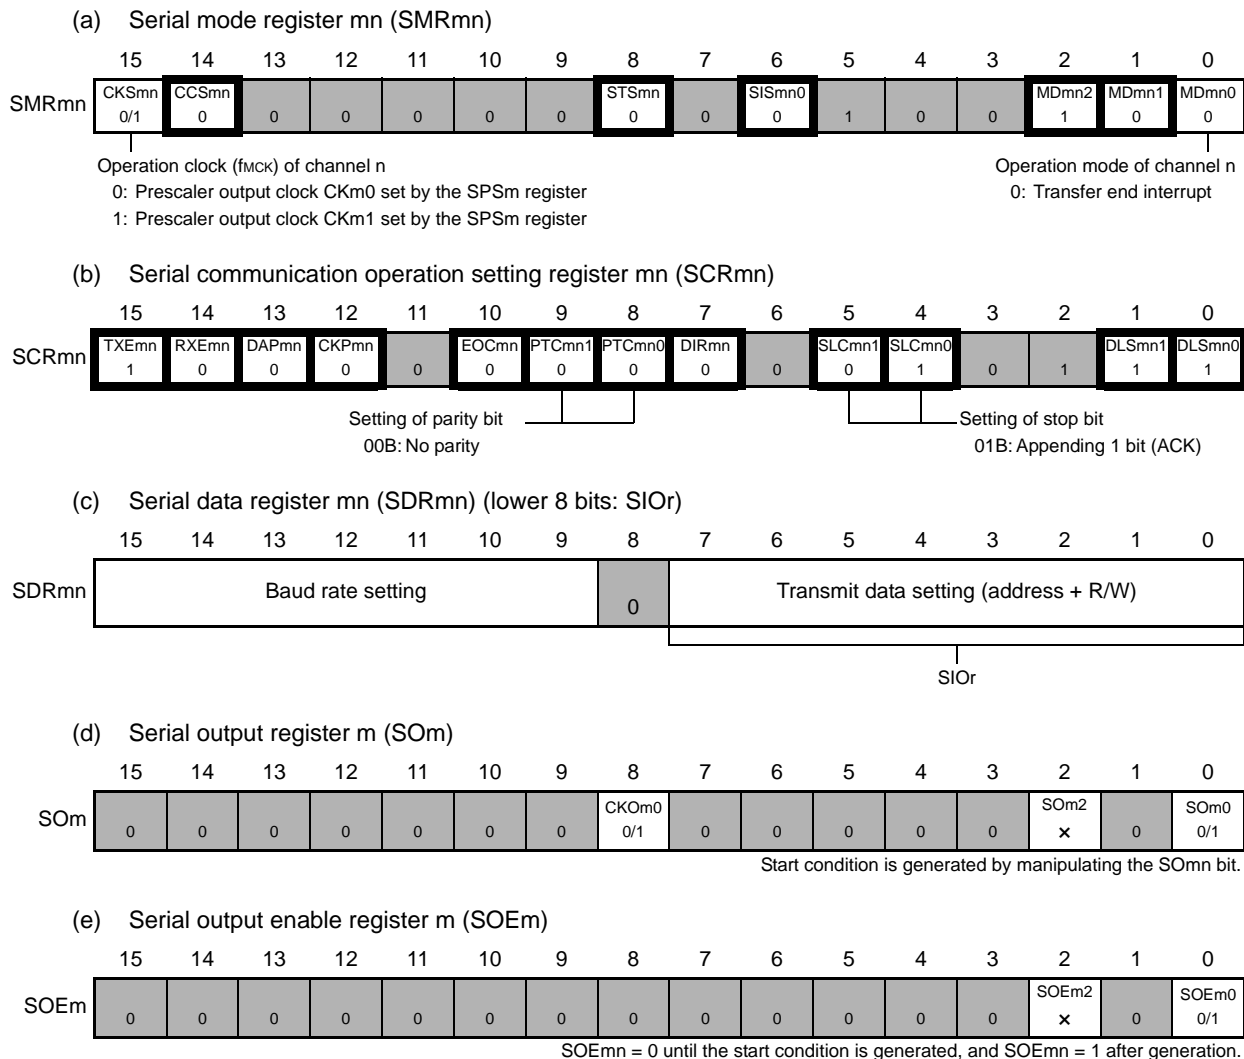 (a) Serial mode register mn (SMRmn)
15 14 13 12 11 10 9 8 7 6 5 4 3 2 1 0
SMRmn CKSmn CCSmn STSmn SISmn0 MDmn2 MDmn1 MDmn0
0/1 0 0 0 0 0 0 0 0 0 1 0 0 1 0 0
Operation clock (fMCK) of channel n Operation mode of channel n
0: Prescaler output clock CKm0 set by the SPSm register 0: Transfer end interrupt
1: Prescaler output clock CKm1 set by the SPSm register
(b) Serial communication operation setting register mn (SCRmn)
15 14 13 12 11 10 9 8 7 6 5 4 3 2 1 0
SCRmn TXEmn RXEmn DAPmn CKPmn EOCmn PTCmn1 PTCmn0 DIRmn SLCmn1 SLCmn0 DLSmn1 DLSmn0
1 0 0 0 0 0 0 0 0 0 0 1 0 1 1 1
Setting of parity bit Setting of stop bit
00B: No parity 01B: Appending 1 bit (ACK)
(c) Serial data register mn (SDRmn) (lower 8 bits: SIOr)
15 14 13 12 11 10 9 8 7 6 5 4 3 2 1 0
SDRmn Baud rate setting 0 Transmit data setting (address + R/W)
SIOr
(d) Serial output register m (SOm)
15 14 13 12 11 10 9 8 7 6 5 4 3 2 1 0
SOm CKOm0 SOm2 SOm0
0 0 0 0 0 0 0 0/1 0 0 0 0 0 × 0 0/1
Start condition is generated by manipulating the SOmn bit.
(e) Serial output enable register m (SOEm)
15 14 13 12 11 10 9 8 7 6 5 4 3 2 1 0
SOEm SOEm2 SOEm0
0 0 0 0 0 0 0 0 0 0 0 0 0 × 0 0/1
SOEmn = 0 until the start condition is generated, and SOEmn = 1 after generation.